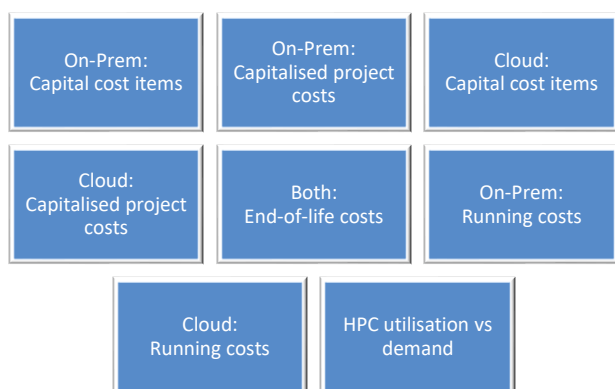 On-Prem:
Capital cost items
On-Prem:
Capitalised project
costs
Cloud:
Capital cost items
Cloud:
Capitalised project
costs
Both:
End-of-life costs
On-Prem:
Running costs
Cloud:
Running costs
HPC utilisation vs
demand